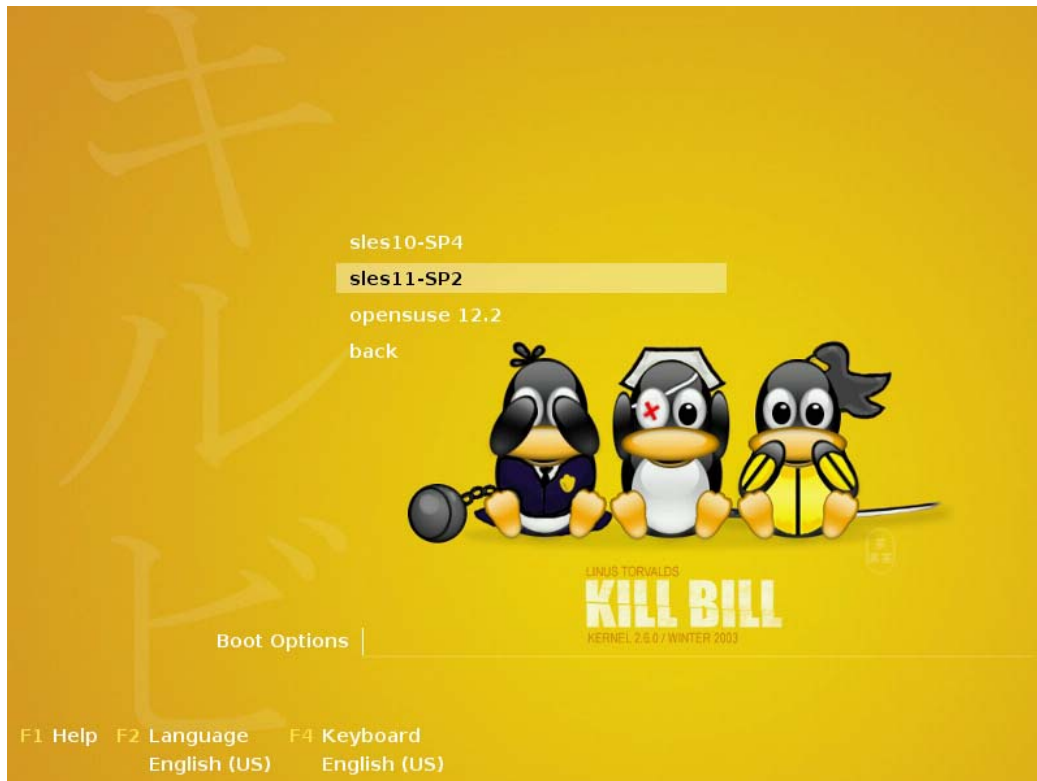 キルビ
sles10-SP4
sles11-SP2
opensuse 12.2
back
LINUS TORVALDS
KILL BILL
KERNEL 2.6.0 / WINTER 2003
Boot Options
F1 Help F2 Language F4 Keyboard
English (US) English (US)